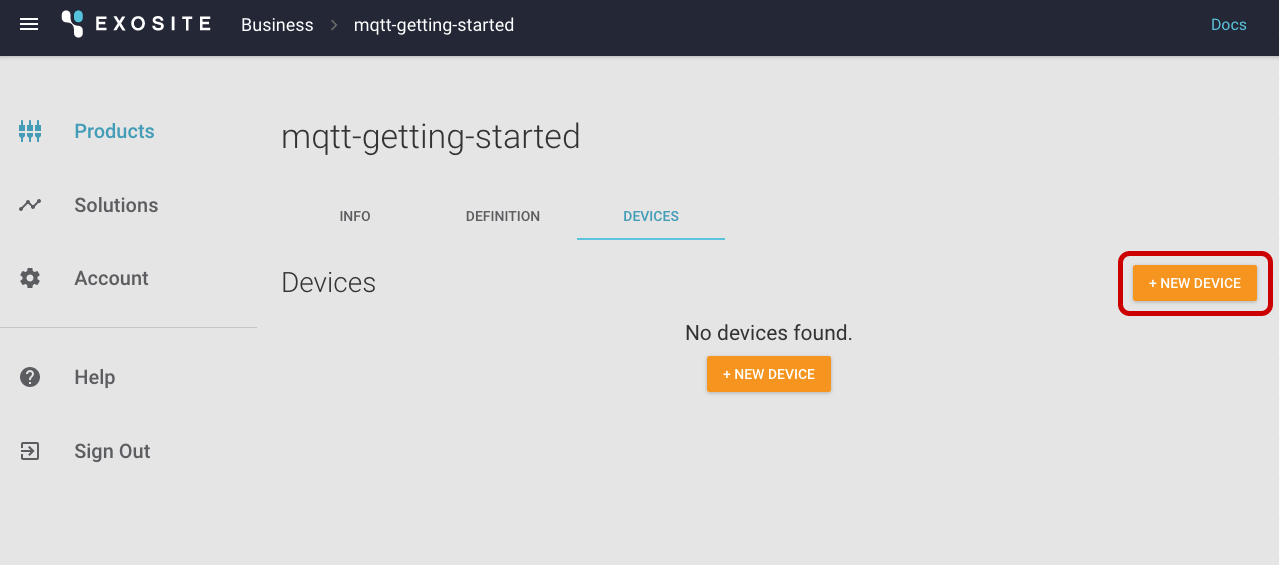 EXOSITE Business > mqtt-getting-started Docs
Products
Solutions
Account
Help
Sign Out
mqtt-getting-started
INFO DEFINITION DEVICES
Devices + NEW DEVICE
No devices found.
+ NEW DEVICE